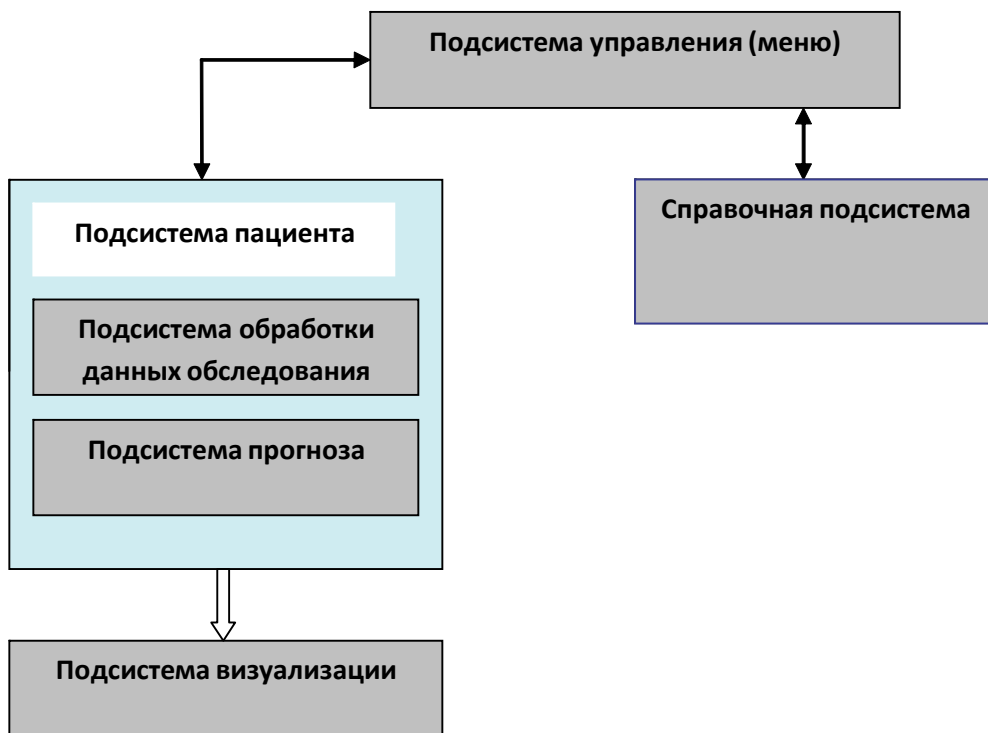 Подсистема управления (меню)
Справочная подсистема
Подсистема пациента
Подсистема обработки
данных обследования
Подсистема прогноза
Подсистема визуализации